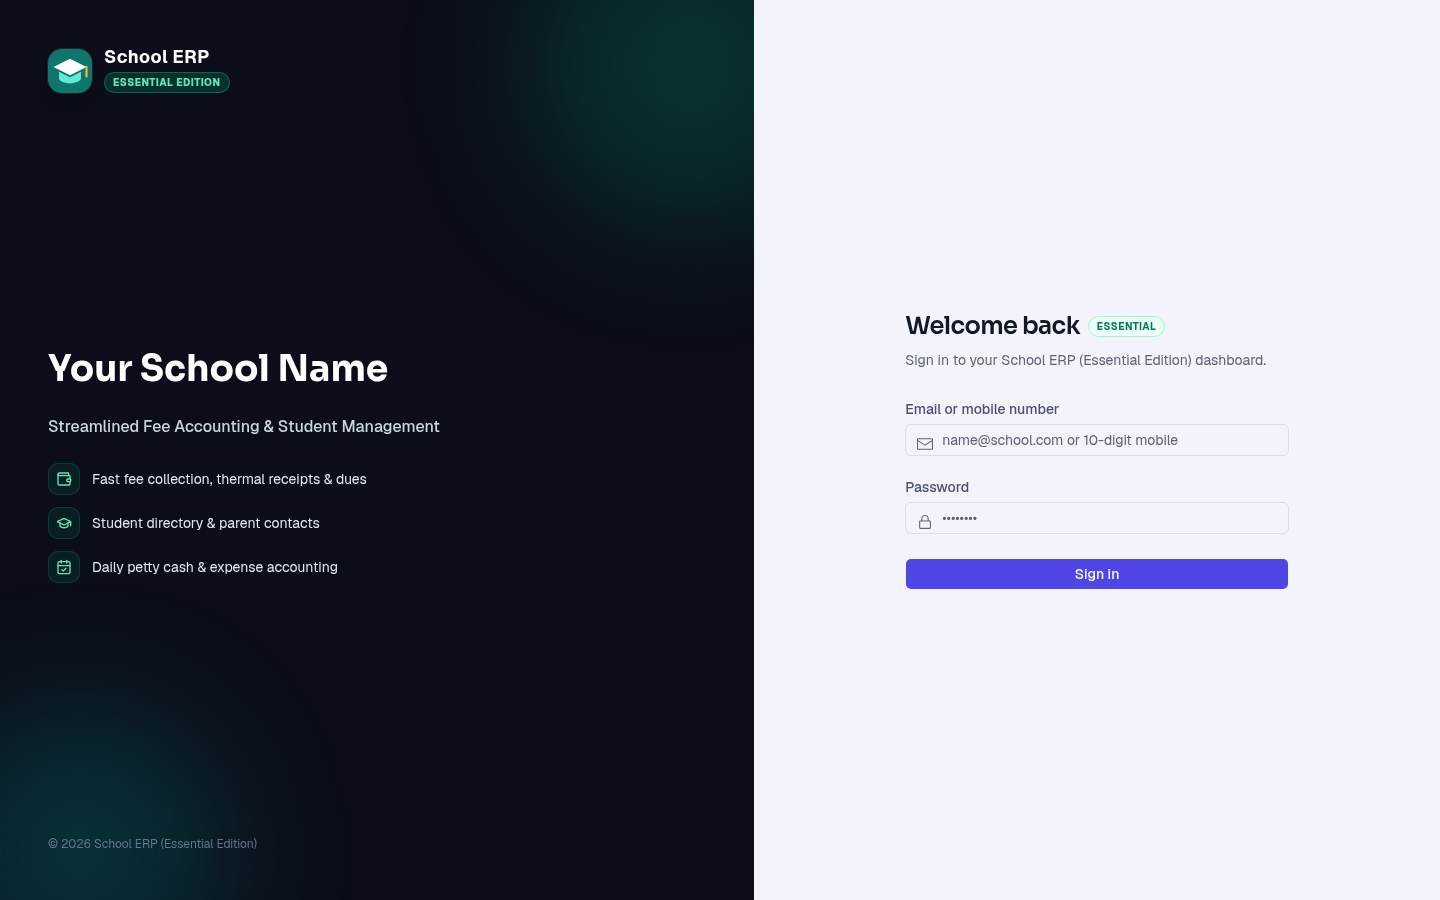 School ERP
ESSENTIAL EDITION
Your School Name
Streamlined Fee Accounting & Student Management
Fast fee collection, thermal receipts & dues
Student directory & parent contacts
Daily petty cash & expense accounting
© 2026 School ERP (Essential Edition)
Welcome back ESSENTIAL
Sign in to your School ERP (Essential Edition) dashboard.
Email or mobile number
name@school.com or 10-digit mobile
Password
••••••••
Sign in